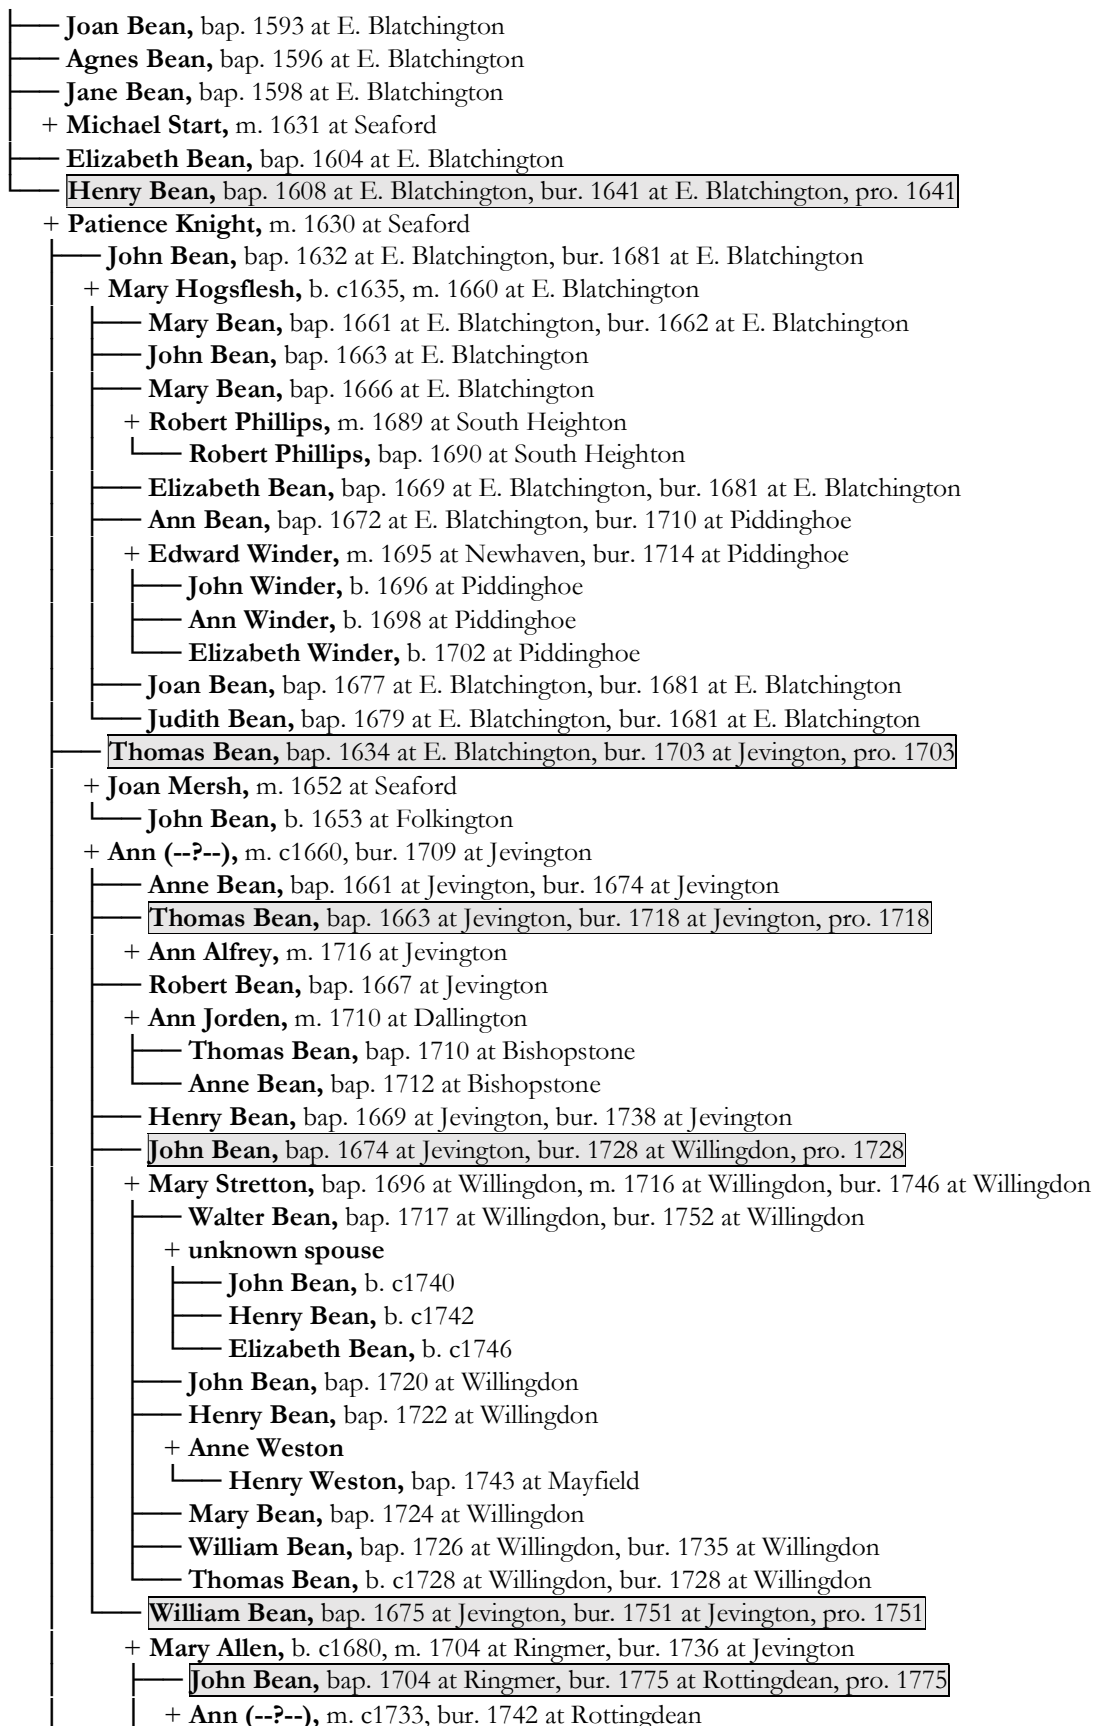 Joan Bean, bap. 1593 at E. Blatchington
Agnes Bean, bap. 1596 at E. Blatchington
Jane Bean, bap. 1598 at E. Blatchington
+ Michael Start, m. 1631 at Seaford
Elizabeth Bean, bap. 1604 at E. Blatchington
Henry Bean, bap. 1608 at E. Blatchington, bur. 1641 at E. Blatchington, pro. 1641
+ Patience Knight, m. 1630 at Seaford
John Bean, bap. 1632 at E. Blatchington, bur. 1681 at E. Blatchington
+ Mary Hogsflesh, b. c1635, m. 1660 at E. Blatchington
Mary Bean, bap. 1661 at E. Blatchington, bur. 1662 at E. Blatchington
John Bean, bap. 1663 at E. Blatchington
Mary Bean, bap. 1666 at E. Blatchington
+ Robert Phillips, m. 1689 at South Heighton
Robert Phillips, bap. 1690 at South Heighton
Elizabeth Bean, bap. 1669 at E. Blatchington, bur. 1681 at E. Blatchington
Ann Bean, bap. 1672 at E. Blatchington, bur. 1710 at Piddinghoe
+ Edward Winder, m. 1695 at Newhaven, bur. 1714 at Piddinghoe
John Winder, b. 1696 at Piddinghoe
Ann Winder, b. 1698 at Piddinghoe
Elizabeth Winder, b. 1702 at Piddinghoe
Joan Bean, bap. 1677 at E. Blatchington, bur. 1681 at E. Blatchington
Judith Bean, bap. 1679 at E. Blatchington, bur. 1681 at E. Blatchington
Thomas Bean, bap. 1634 at E. Blatchington, bur. 1703 at Jevington, pro. 1703
+ Joan Mersh, m. 1652 at Seaford
John Bean, b. 1653 at Folkington
+ Ann (--?--), m. c1660, bur. 1709 at Jevington
Anne Bean, bap. 1661 at Jevington, bur. 1674 at Jevington
Thomas Bean, bap. 1663 at Jevington, bur. 1718 at Jevington, pro. 1718
+ Ann Alfrey, m. 1716 at Jevington
Robert Bean, bap. 1667 at Jevington
+ Ann Jorden, m. 1710 at Dallington
Thomas Bean, bap. 1710 at Bishopstone
Anne Bean, bap. 1712 at Bishopstone
Henry Bean, bap. 1669 at Jevington, bur. 1738 at Jevington
John Bean, bap. 1674 at Jevington, bur. 1728 at Willingdon, pro. 1728
+ Mary Stretton, bap. 1696 at Willingdon, m. 1716 at Willingdon, bur. 1746 at Willingdon
Walter Bean, bap. 1717 at Willingdon, bur. 1752 at Willingdon
+ unknown spouse
John Bean, b. c1740
Henry Bean, b. c1742
Elizabeth Bean, b. c1746
John Bean, bap. 1720 at Willingdon
Henry Bean, bap. 1722 at Willingdon
+ Anne Weston
Henry Weston, bap. 1743 at Mayfield
Mary Bean, bap. 1724 at Willingdon
William Bean, bap. 1726 at Willingdon, bur. 1735 at Willingdon
Thomas Bean, b. c1728 at Willingdon, bur. 1728 at Willingdon
William Bean, bap. 1675 at Jevington, bur. 1751 at Jevington, pro. 1751
+ Mary Allen, b. c1680, m. 1704 at Ringmer, bur. 1736 at Jevington
John Bean, bap. 1704 at Ringmer, bur. 1775 at Rottingdean, pro. 1775
+ Ann (--?--), m. c1733, bur. 1742 at Rottingdean